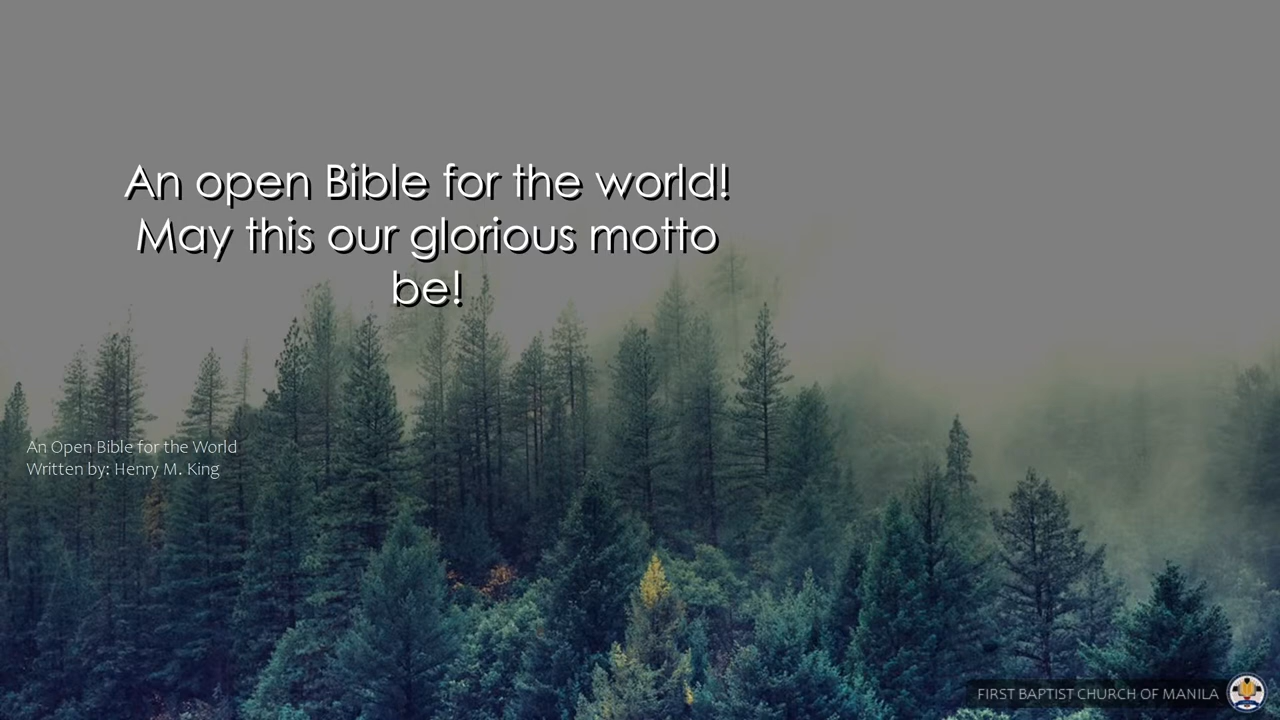 An open Bible for the world!
May this our glorious motto
be!
An Open Bible for the World
Written by: Henry M. King
FIRST BAPTIST CHURCH OF MANILA